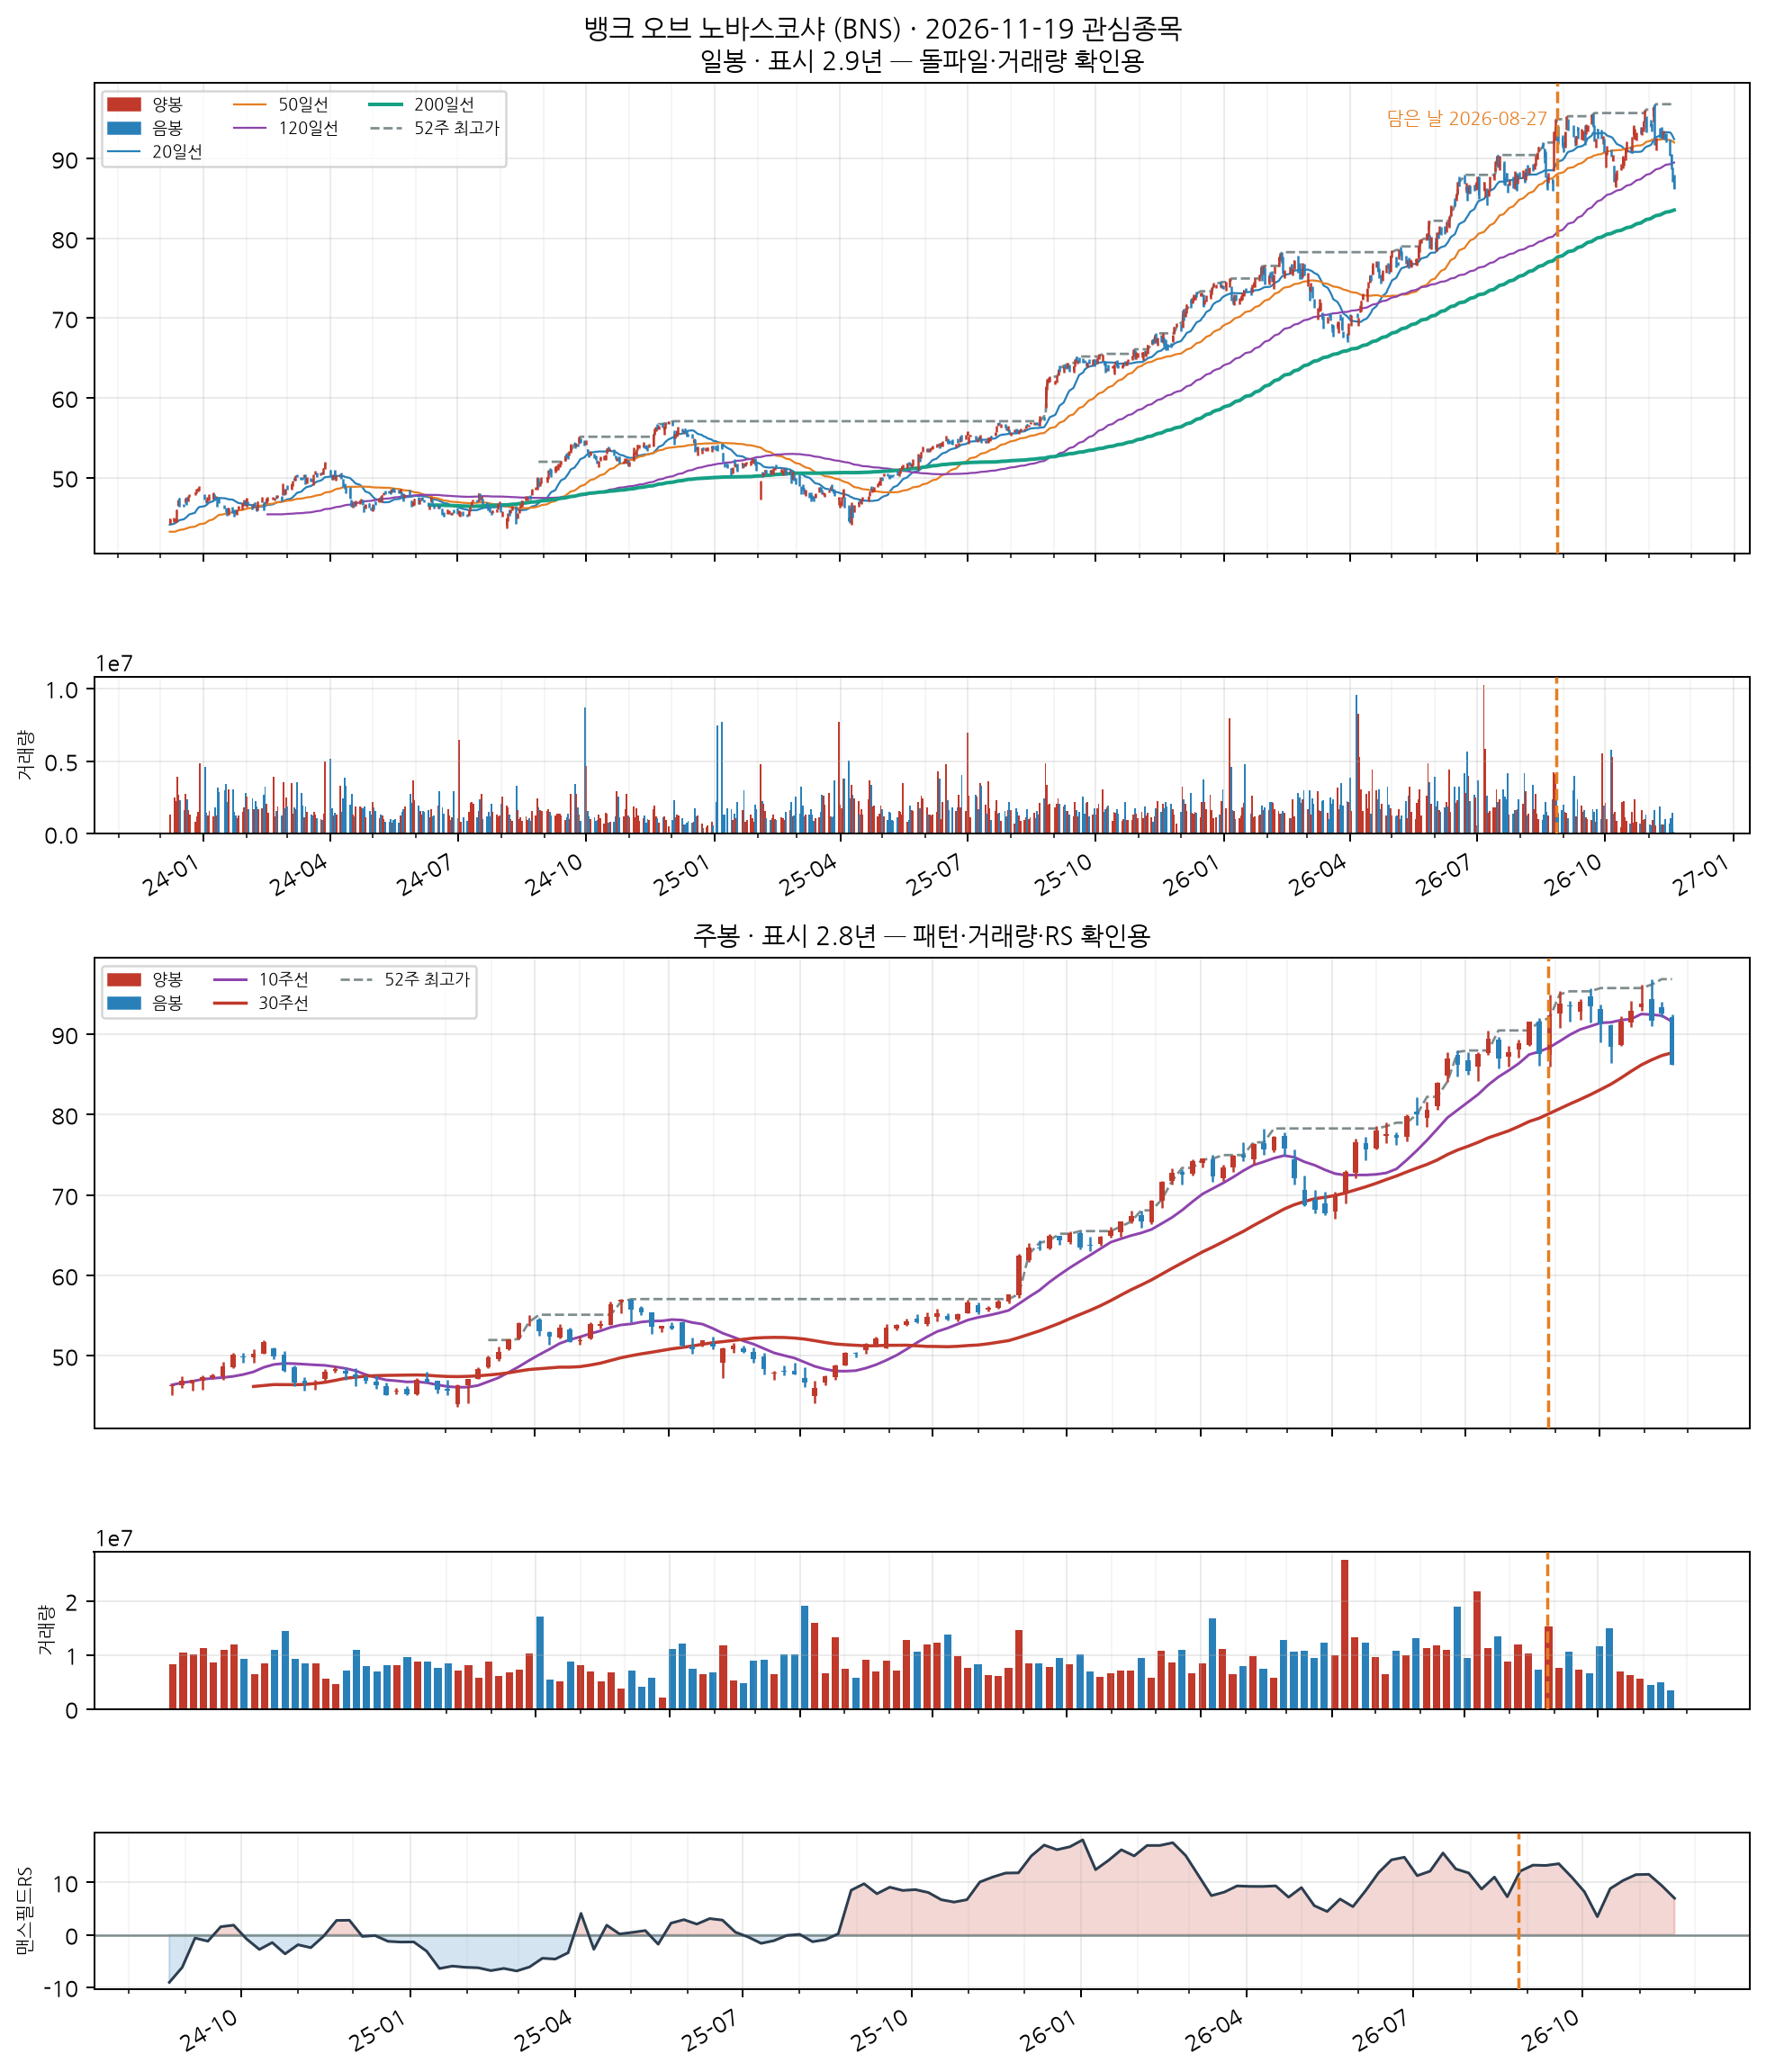 뱅크 오브 노바스코샤 (BNS) · 2026-11-19 관심종목
일봉 · 표시 2.9년 — 돌파일·거래량 확인용
양봉 50일선 200일선
음봉 120일선 52주 최고가
20일선
담은 날 2026-08-27
90
80
70
60
50
1e7
거래량
1.0
0.5
0.0
24-01 24-04 24-07 24-10 25-01 25-04 25-07 25-10 26-01 26-04 26-07 26-10 27-01
주봉 · 표시 2.8년 — 패턴·거래량·RS 확인용
양봉 10주선 52주 최고가
음봉 30주선
90
80
70
60
50
1e7
거래량
2
1
0
맨스필드RS
10
0
-10
24-10 25-01 25-04 25-07 25-10 26-01 26-04 26-07 26-10